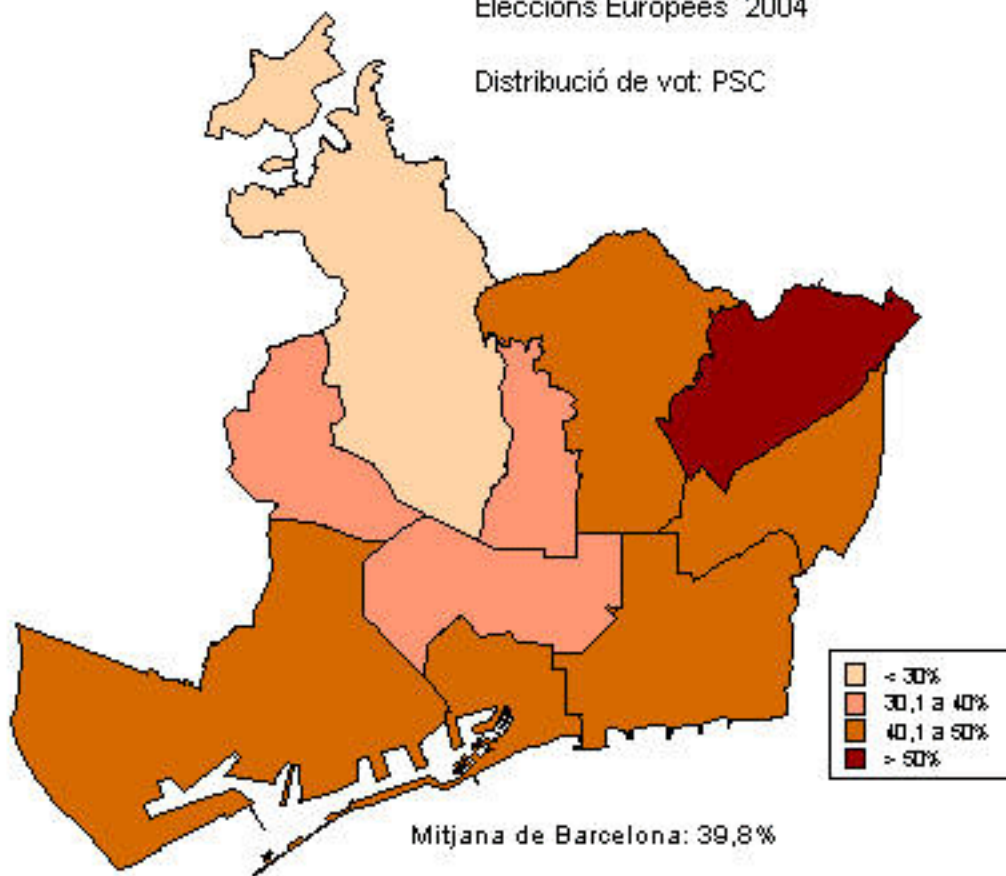 Eleccions Europees 2004
Distribució de vot: PSC
< 30%
30,1 a 40%
40,1 a 50%
> 50%
Mitjana de Barcelona: 39,8%